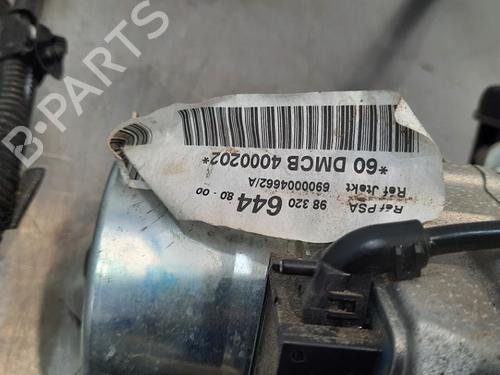 B-PARTS
*60 DMCB 4000202*
Ref Jtekt 6900004662/A
Ref PSA
98 320 644 80-00